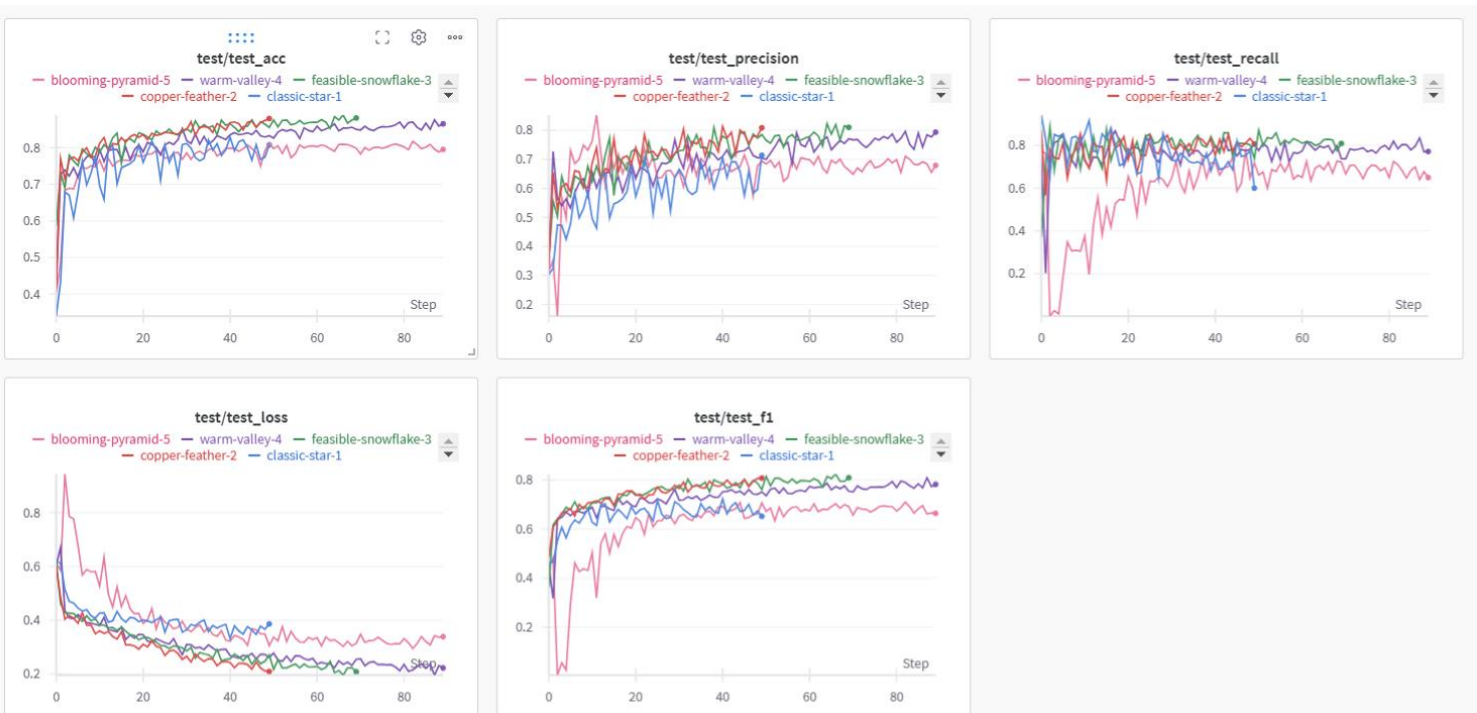 test/test_acc
blooming-pyramid-5 warm-valley-4 feasible-snowflake-3
copper-feather-2 classic-star-1
0.8
0.7
0.6
0.5
0.4
Step
0 20 40 60 80
test/test_precision
blooming-pyramid-5 warm-valley-4 feasible-snowflake-3
copper-feather-2 classic-star-1
0.8
0.7
0.6
0.5
0.4
0.3
0.2
Step
0 20 40 60 80
test/test_recall
blooming-pyramid-5 warm-valley-4 feasible-snowflake-3
copper-feather-2 classic-star-1
0.8
0.6
0.4
0.2
Step
0 20 40 60 80
test/test_loss
blooming-pyramid-5 warm-valley-4 feasible-snowflake-3
copper-feather-2 classic-star-1
0.8
0.6
0.4
0.2
Step
0 20 40 60 80
test/test_f1
blooming-pyramid-5 warm-valley-4 feasible-snowflake-3
copper-feather-2 classic-star-1
0.8
0.6
0.4
0.2
Step
0 20 40 60 80